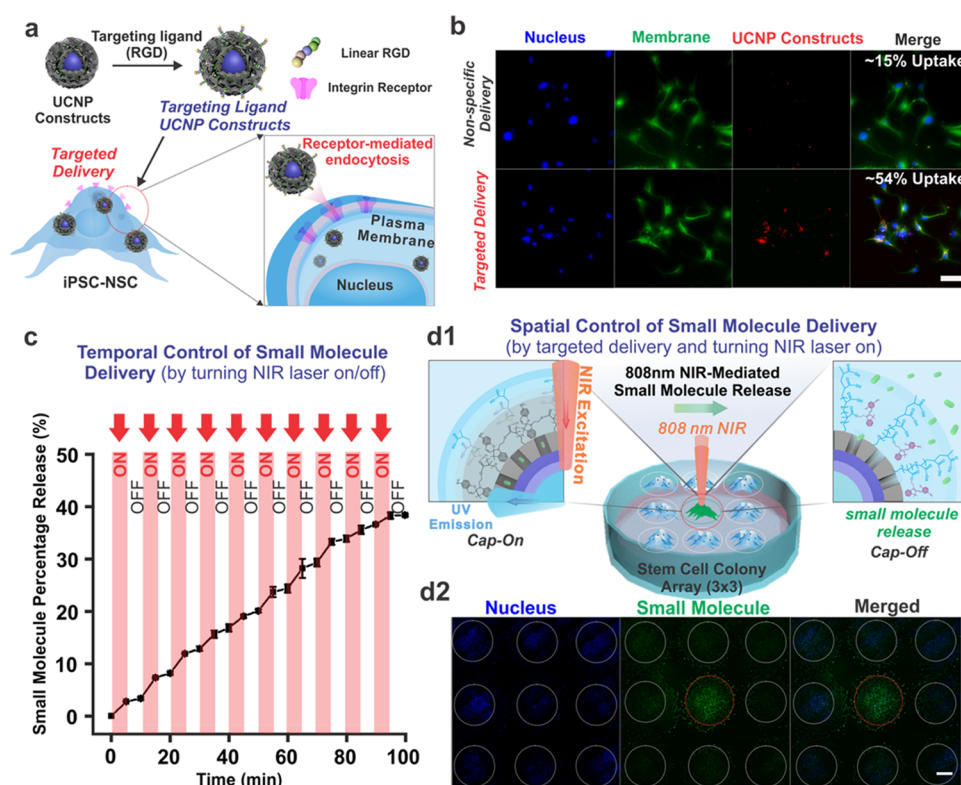 a
Targeting ligand
(RGD)
UCNP
Constructs
Linear RGD
Integrin Receptor
Targeting Ligand
UCNP Constructs
Targeted
Delivery
iPSC-NSC
Receptor-mediated
endocytosis
Plasma
Membrane
Nucleus
b
Nucleus Membrane UCNP Constructs Merge
Non-specific
Delivery
~15% Uptake
Targeted Delivery
~54% Uptake
c
Temporal Control of Small Molecule
Delivery (by turning NIR laser on/off)
ON ON ON ON ON ON ON ON ON ON
OFF OFF OFF OFF OFF OFF OFF OFF OFF OFF
Small Molecule Percentage Release (%)
50
40
30
20
10
0
0 20 40 60 80 100
Time (min)
d1
Spatial Control of Small Molecule Delivery
(by targeted delivery and turning NIR laser on)
NIR Excitation
UV
Emission
Cap-On
808nm NIR-Mediated
Small Molecule Release
808 nm NIR
Stem Cell Colony
Array (3x3)
small molecule
release
Cap-Off
d2
Nucleus Small Molecule Merged